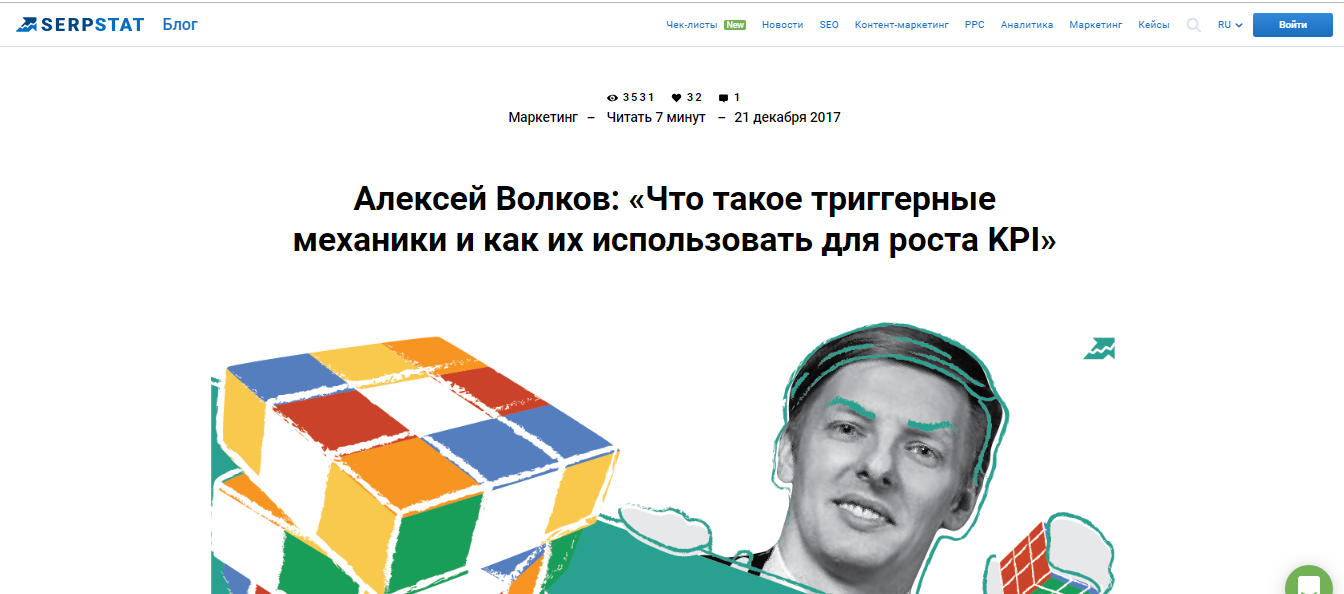 SERPSTAT Блог Чек-листы New Новости SEO Контент-маркетинг PPC Аналитика Маркетинг Кейсы RU Войти
3531 32 1
Маркетинг – Читать 7 минут – 21 декабря 2017
Алексей Волков: «Что такое триггерные
механики и как их использовать для роста KPI»